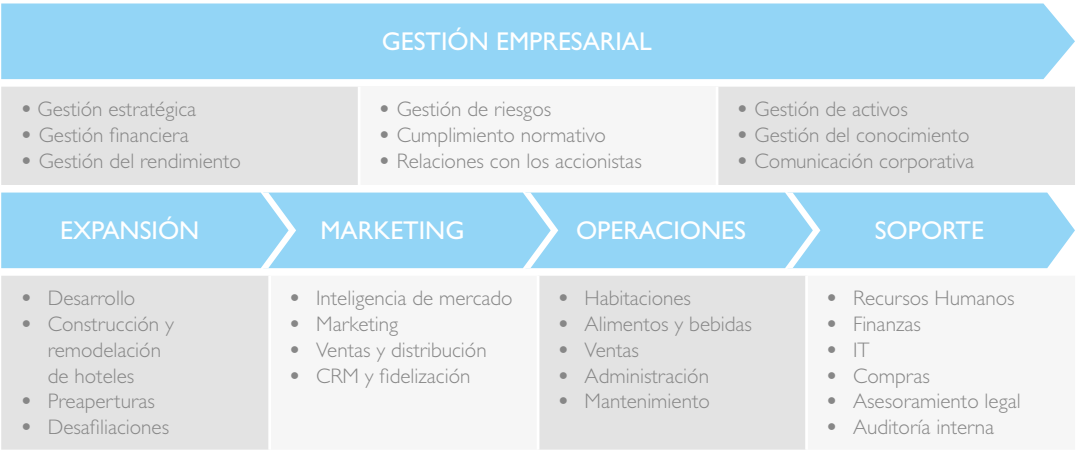 GESTIÓN EMPRESARIAL
• Gestión estratégica
• Gestión financiera
• Gestión del rendimiento
• Gestión de riesgos
• Cumplimiento normativo
• Relaciones con los accionistas
• Gestión de activos
• Gestión del conocimiento
• Comunicación corporativa
EXPANSIÓN
MARKETING
OPERACIONES
SOPORTE
• Desarrollo
• Construcción y
remodelación
de hoteles
• Preaperturas
• Desafiliaciones
• Inteligencia de mercado
• Marketing
• Ventas y distribución
• CRM y fidelización
• Habitaciones
• Alimentos y bebidas
• Ventas
• Administración
• Mantenimiento
• Recursos Humanos
• Finanzas
• IT
• Compras
• Asesoramiento legal
• Auditoría interna